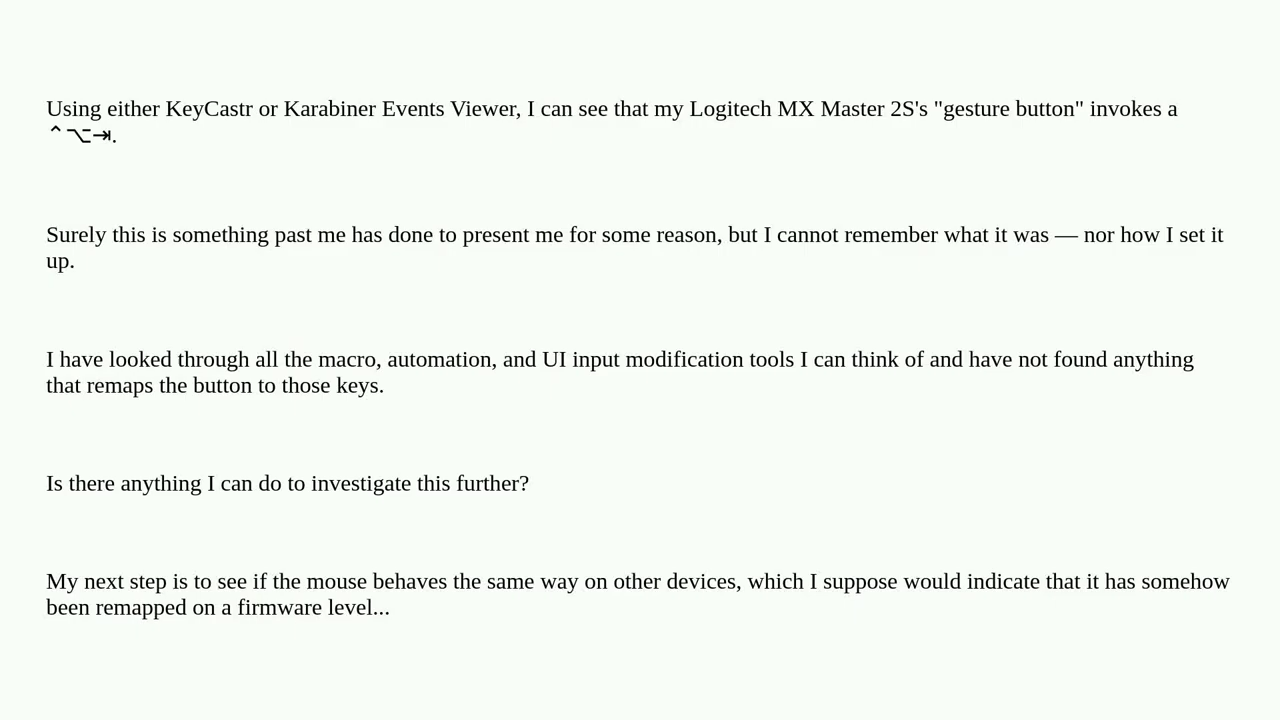 Using either KeyCastr or Karabiner Events Viewer, I can see that my Logitech MX Master 2S's "gesture button" invokes a
⌃⌥⇥.
Surely this is something past me has done to present me for some reason, but I cannot remember what it was — nor how I set it
up.
I have looked through all the macro, automation, and UI input modification tools I can think of and have not found anything
that remaps the button to those keys.
Is there anything I can do to investigate this further?
My next step is to see if the mouse behaves the same way on other devices, which I suppose would indicate that it has somehow
been remapped on a firmware level...